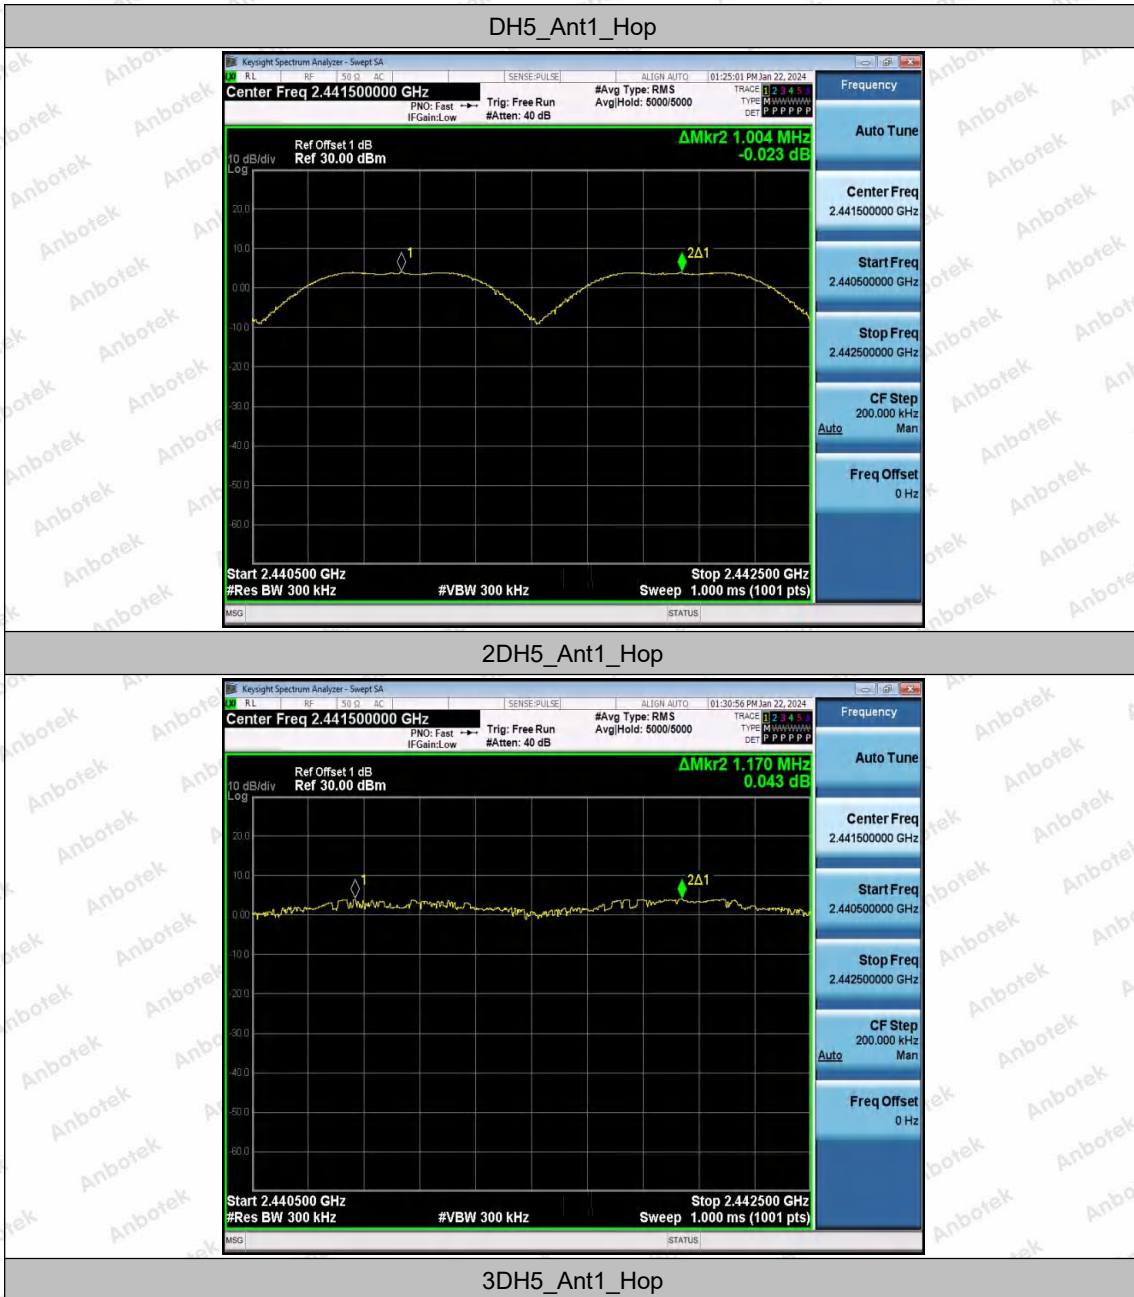 DH5_Ant1_Hop
Keysight Spectrum Analyzer - Swept SA
RL RF 50 Ω AC SENSE:PULSE ALIGN AUTO 01:25:01 PM Jan 22, 2024
Center Freq 2.441500000 GHz
PNO: Fast
IFGain:Low
Trig: Free Run
#Atten: 40 dB
#Avg Type: RMS
Avg|Hold: 5000/5000
TRACE 1 2 3 4 5 6
TYPE M WWWWW
DET P P P P P P
Frequency
Auto Tune
Center Freq
2.441500000 GHz
Start Freq
2.440500000 GHz
Stop Freq
2.442500000 GHz
CF Step
200.000 kHz
Auto Man
Freq Offset
0 Hz
ΔMkr2 1.004 MHz
-0.023 dB
Ref Offset 1 dB
10 dB/div Ref 30.00 dBm
Log
20.0
10.0
0.00
-10.0
-20.0
-30.0
-40.0
-50.0
-60.0
1
2Δ1
Start 2.440500 GHz Stop 2.442500 GHz
#Res BW 300 kHz #VBW 300 kHz Sweep 1.000 ms (1001 pts)
MSG STATUS
2DH5_Ant1_Hop
Keysight Spectrum Analyzer - Swept SA
RL RF 50 Ω AC SENSE:PULSE ALIGN AUTO 01:30:56 PM Jan 22, 2024
Center Freq 2.441500000 GHz
PNO: Fast
IFGain:Low
Trig: Free Run
#Atten: 40 dB
#Avg Type: RMS
Avg|Hold: 5000/5000
TRACE 1 2 3 4 5 6
TYPE M WWWWW
DET P P P P P P
Frequency
Auto Tune
Center Freq
2.441500000 GHz
Start Freq
2.440500000 GHz
Stop Freq
2.442500000 GHz
CF Step
200.000 kHz
Auto Man
Freq Offset
0 Hz
ΔMkr2 1.170 MHz
0.043 dB
Ref Offset 1 dB
10 dB/div Ref 30.00 dBm
Log
20.0
10.0
0.00
-10.0
-20.0
-30.0
-40.0
-50.0
-60.0
1
2Δ1
Start 2.440500 GHz Stop 2.442500 GHz
#Res BW 300 kHz #VBW 300 kHz Sweep 1.000 ms (1001 pts)
MSG STATUS
3DH5_Ant1_Hop
Anbotek